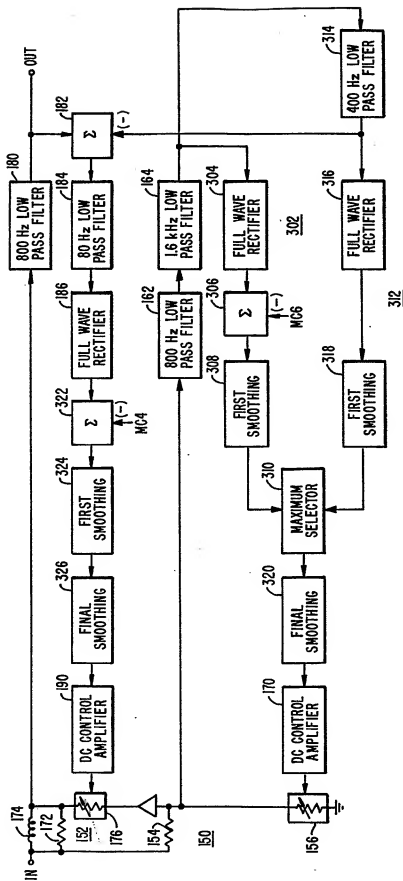 IN
174
172
152
176
154
150
156
190
DC CONTROL
AMPLIFIER
326
FINAL
SMOOTHING
324
FIRST
SMOOTHING
322
Σ
(-)
MC4
186
FULL WAVE
RECTIFIER
184
80 Hz LOW
PASS FILTER
182
Σ
(-)
180
800 Hz LOW
PASS FILTER
OUT
162
800 Hz LOW
PASS FILTER
164
1.6 kHz LOW
PASS FILTER
304
FULL WAVE
RECTIFIER
302
306
Σ
(-)
MC6
308
FIRST
SMOOTHING
310
MAXIMUM
SELECTOR
320
FINAL
SMOOTHING
170
DC CONTROL
AMPLIFIER
314
400 Hz LOW
PASS FILTER
316
FULL WAVE
RECTIFIER
312
318
FIRST
SMOOTHING